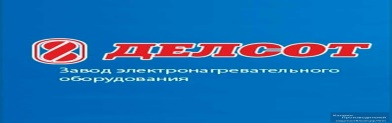 ДЕЛСОТ
Завод электронагревательного
оборудования